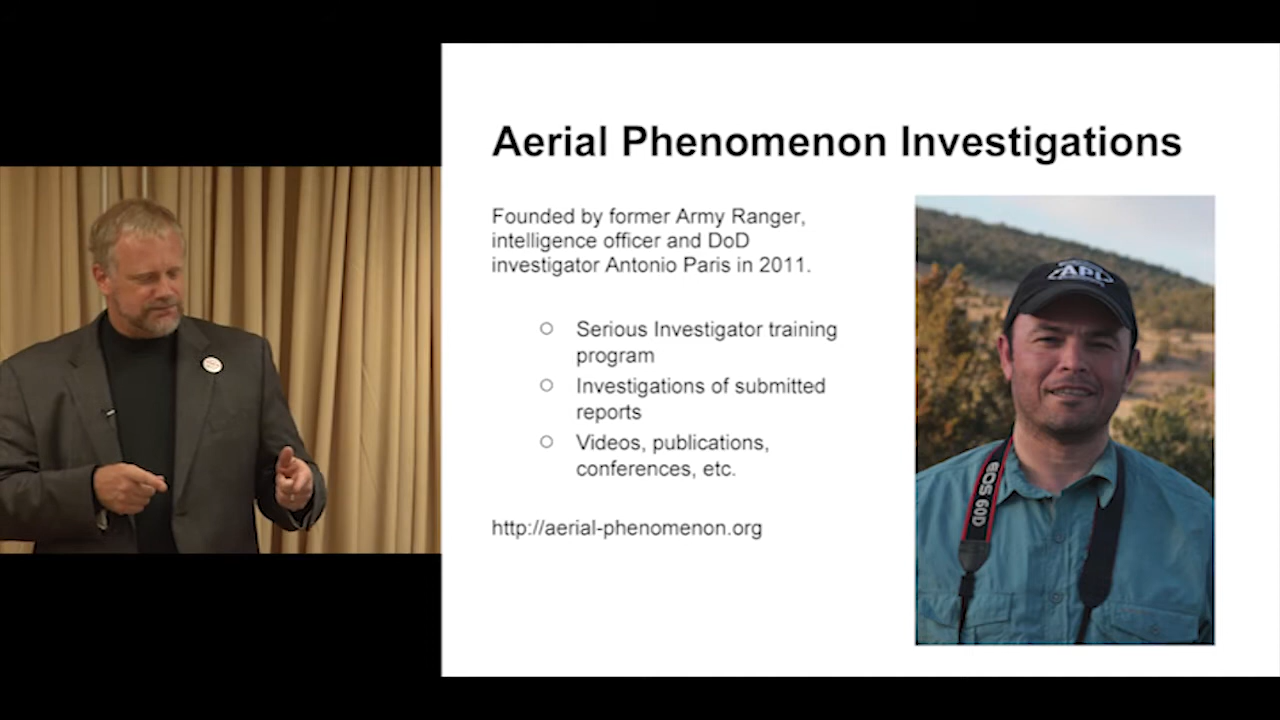 Aerial Phenomenon Investigations
Founded by former Army Ranger,
intelligence officer and DoD
investigator Antonio Paris in 2011.
Serious Investigator training
program
Investigations of submitted
reports
Videos, publications,
conferences, etc.
http://aerial-phenomenon.org
API
EOS 60D